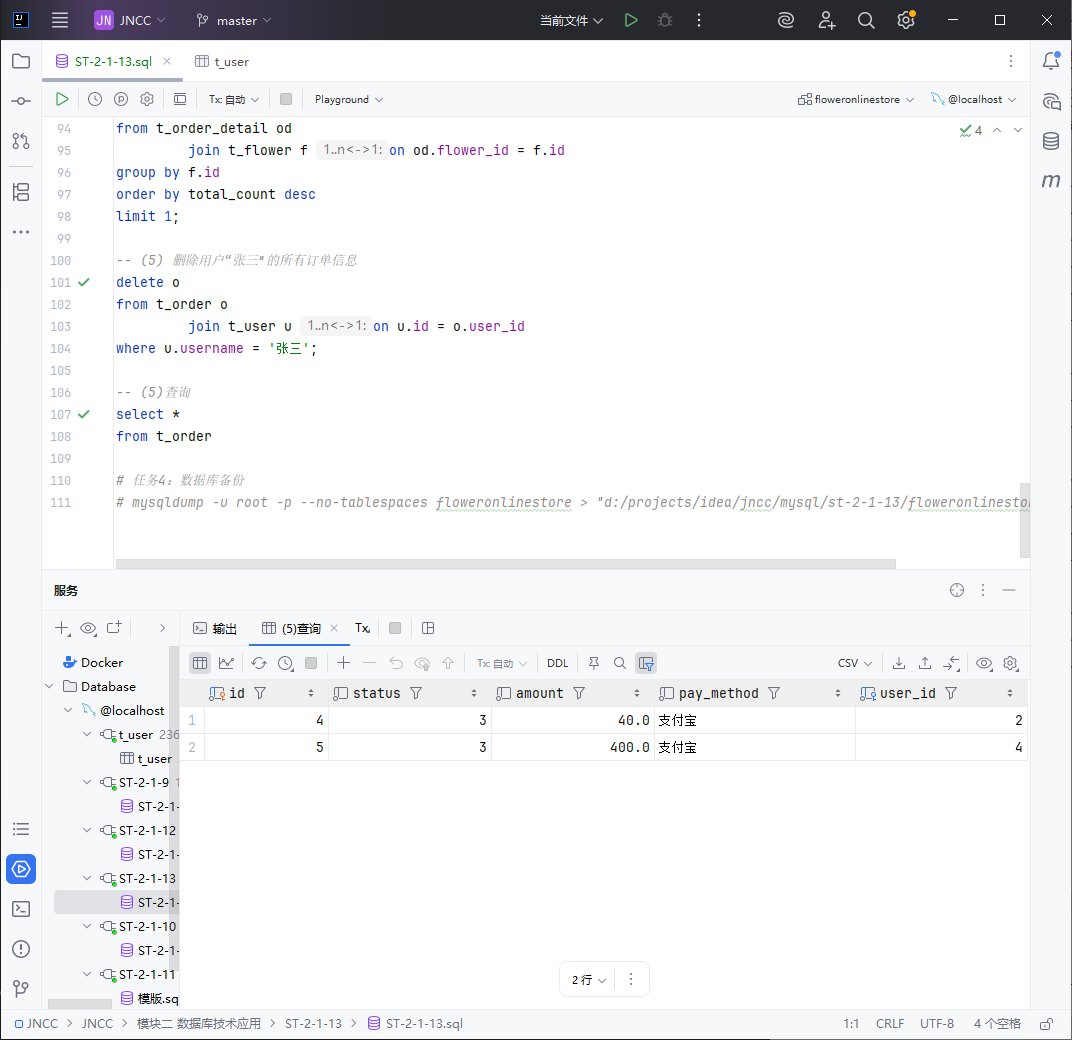 JN JNCC master 当前文件
ST-2-1-13.sql t_user
Tx: 自动 Playground floweronlinestore @localhost
94 from t_order_detail od 4
95 join t_flower f 1..n<->1: on od.flower_id = f.id
96 group by f.id
97 order by total_count desc
98 limit 1;
99
100 -- (5) 删除用户“张三”的所有订单信息
101 delete o
102 from t_order o
103 join t_user u 1..n<->1: on u.id = o.user_id
104 where u.username = '张三';
105
106 -- (5)查询
107 select *
108 from t_order
109
110 # 任务4：数据库备份
111 # mysqldump -u root -p --no-tablespaces floweronlinestore > "d:/projects/idea/jncc/mysql/st-2-1-13/floweronlinestor
m
服务
输出 (5)查询 Tx
Tx: 自动 DDL CSV
id status amount pay_method user_id
1 4 3 40.0 支付宝 2
2 5 3 400.0 支付宝 4
Docker
Database
@localhost
t_user 236
t_user
ST-2-1-9
ST-2-1-
ST-2-1-12
ST-2-1-
ST-2-1-13
ST-2-1-
ST-2-1-10
ST-2-1-
ST-2-1-11
模版.sq
2 行
JNCC JNCC 模块二 数据库技术应用 ST-2-1-13 ST-2-1-13.sql 1:1 CRLF UTF-8 4 个空格